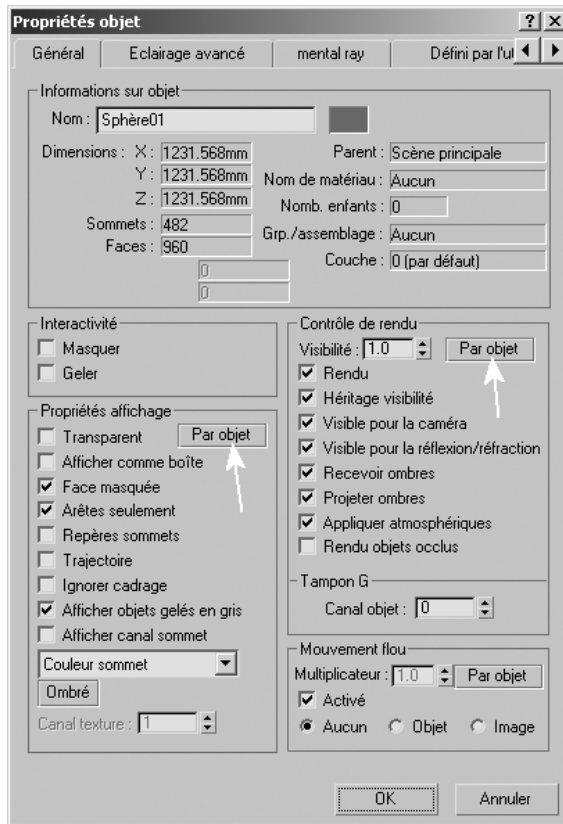 Propriétés objet
Général Eclairage avancé mental ray Défini par l'ut
Informations sur objet
Nom : Sphère01
Dimensions : X : 1231.568mm
Y : 1231.568mm
Z : 1231.568mm
Sommets : 482
Faces : 960
0
0
Parent : Scène principale
Nom de matériau : Aucun
Nomb. enfants : 0
Grp./assemblage : Aucun
Couche : 0 (par défaut)
Interactivité
Masquer
Geler
Propriétés affichage
Transparent Par objet
Afficher comme boîte
Face masquée
Arêtes seulement
Repères sommets
Trajectoire
Ignorer cadrage
Afficher objets gelés en gris
Afficher canal sommet
Couleur sommet
Ombré
Canal texture : 1
Contrôle de rendu
Visibilité : 1.0 Par objet
Rendu
Héritage visibilité
Visible pour la caméra
Visible pour la réflexion/réfraction
Recevoir ombres
Projeter ombres
Appliquer atmosphériques
Rendu objets occlus
Tampon G
Canal objet : 0
Mouvement flou
Multiplicateur : 1.0 Par objet
Activé
Aucun Objet Image
OK Annuler